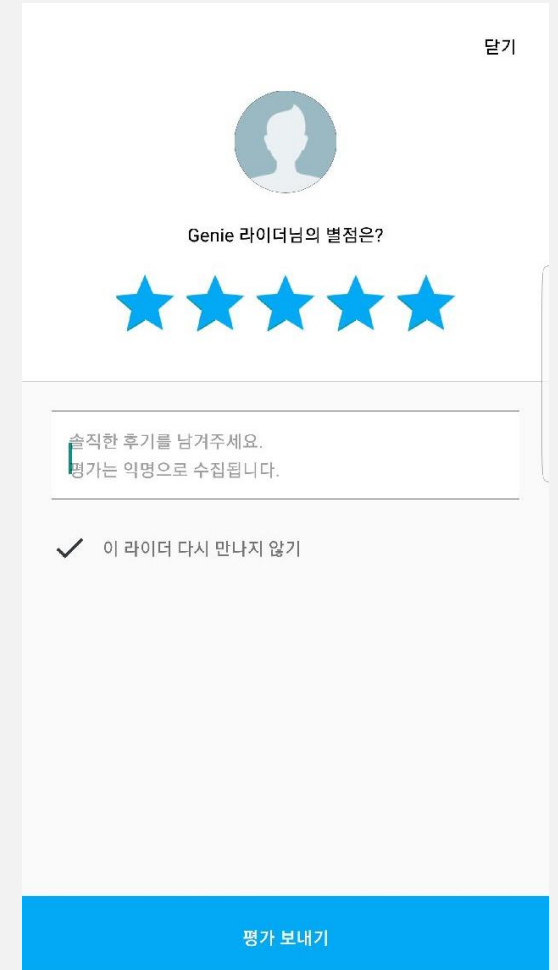 닫기
Genie 라이더님의 별점은?
솔직한 후기를 남겨주세요.
평가는 익명으로 수집됩니다.
이 라이더 다시 만나지 않기
평가 보내기